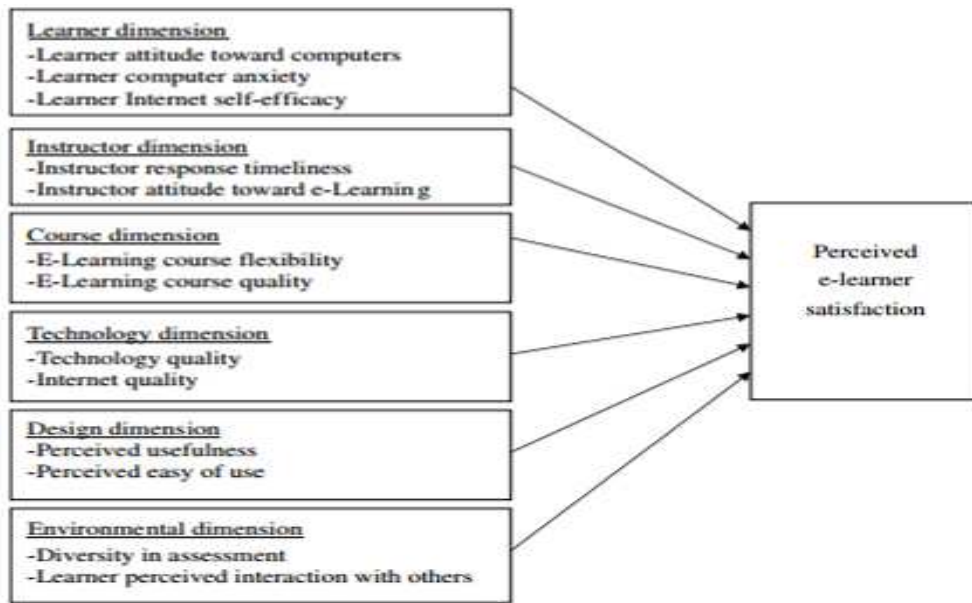 Learner dimension
-Learner attitude toward computers
-Learner computer anxiety
-Learner Internet self-efficacy
Instructor dimension
-Instructor response timeliness
-Instructor attitude toward e-Learning
Course dimension
-E-Learning course flexibility
-E-Learning course quality
Technology dimension
-Technology quality
-Internet quality
Design dimension
-Perceived usefulness
-Perceived easy of use
Environmental dimension
-Diversity in assessment
-Learner perceived interaction with others
Perceived
e-learner
satisfaction